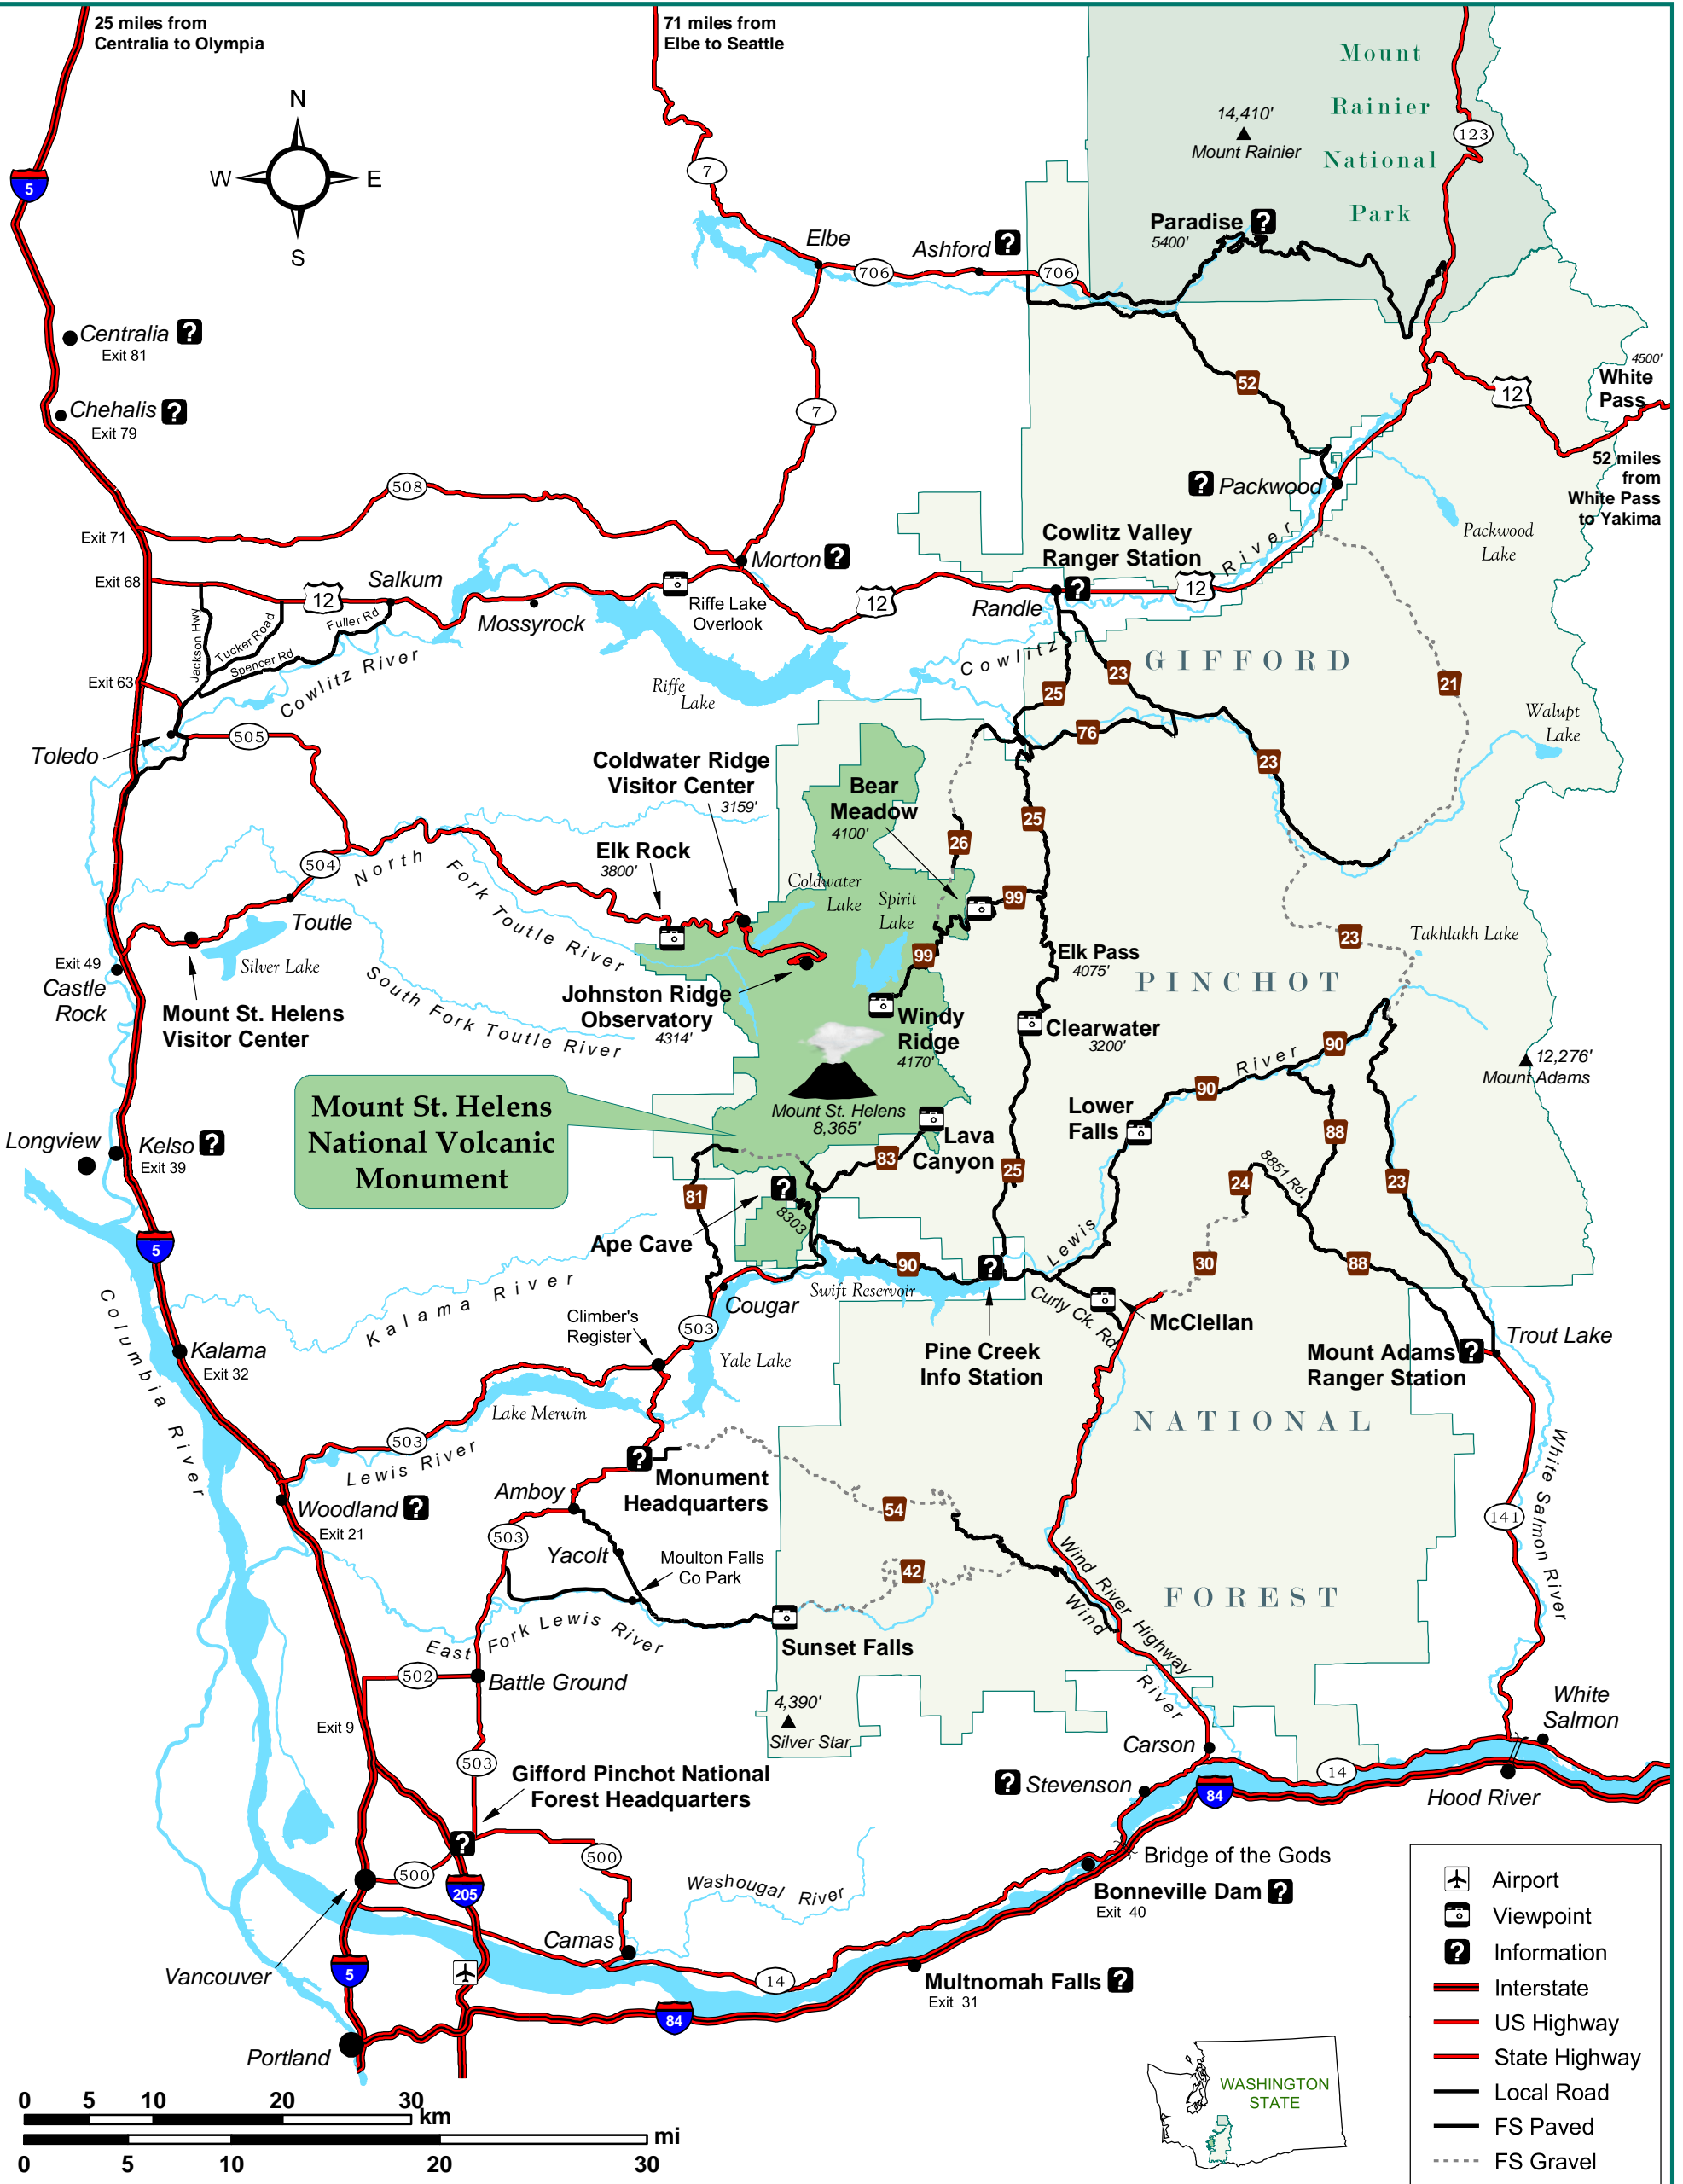 25 miles from
Centralia to Olympia
71 miles from
Elbe to Seattle
Mount
Rainier
National
Park
14,410'
Mount Rainier
123
N
W
E
S
5
7
Paradise ?
5400'
Elbe
Ashford ?
706
706
Centralia ?
Exit 81
Chehalis ?
Exit 79
52
4500'
White
Pass
12
7
52 miles
from
White Pass
to Yakima
508
? Packwood
Packwood
Lake
Exit 71
Cowlitz Valley
Ranger Station
River
Morton ?
Exit 68
Salkum
12
Riffe Lake
Overlook
12
Randle
?
12
Mossyrock
Jackson Hwy
Tucker Road
Fuller Rd
Spencer Rd
Cowlitz River
Cowlitz
GIFFORD
Exit 63
Riffe
Lake
25
23
21
76
Walupt
Lake
Toledo
505
23
Coldwater Ridge
Visitor Center
3159'
Bear
Meadow
4100'
25
26
Elk Rock
3800'
504
North Fork Toutle River
Coldwater
Lake
Spirit
Lake
99
Toutle
23
Takhlakh Lake
Silver Lake
99
Elk Pass
4075'
Exit 49
Castle
Rock
PINCHOT
Mount St. Helens
Visitor Center
South Fork Toutle River
Johnston Ridge
Observatory
4314'
Windy
Ridge
4170'
Clearwater
3200'
90
River
12,276'
Mount Adams
90
Mount St. Helens
National Volcanic
Monument
Mount St. Helens
8,365'
Lower
Falls
88
Longview
Kelso ?
Exit 39
Lava
Canyon
83
25
8851 Rd.
24
23
81
?
8303
Ape Cave
5
Lewis
90
?
30
88
Kalama River
Swift Reservoir
Cougar
Curly Ck. Rd.
McClellan
Climber's
Register
503
Columbia River
Kalama
Exit 32
Yale Lake
Pine Creek
Info Station
Mount Adams ?
Ranger Station
Trout Lake
Lake Merwin
NATIONAL
503
Lewis River
?
Monument
Headquarters
White Salmon River
Amboy
Woodland ?
Exit 21
54
141
503
Yacolt
Moulton Falls
Co Park
42
Wind River Highway
Wind
River
FOREST
East Fork Lewis River
Sunset Falls
502
Battle Ground
4,390'
Silver Star
White
Salmon
Exit 9
Carson
503
Gifford Pinchot National
Forest Headquarters
? Stevenson
14
84
Hood River
?
500
500
205
Bridge of the Gods
Washougal River
Bonneville Dam ?
Exit 40
Camas
Vancouver
5
14
Multnomah Falls ?
Exit 31
84
Portland
Airport
Viewpoint
? Information
Interstate
US Highway
State Highway
Local Road
FS Paved
FS Gravel
WASHINGTON
STATE
0 5 10 20 30
km
mi
0 5 10 20 30